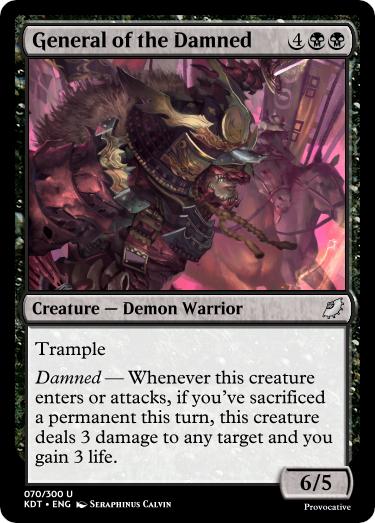 General of the Damned 4
Creature — Demon Warrior
Trample
Damned — Whenever this creature
enters or attacks, if you've sacrificed
a permanent this turn, this creature
deals 3 damage to any target and you
gain 3 life.
6/5
070/300 U
KDT • ENG Seraphinus Calvin
Provocative